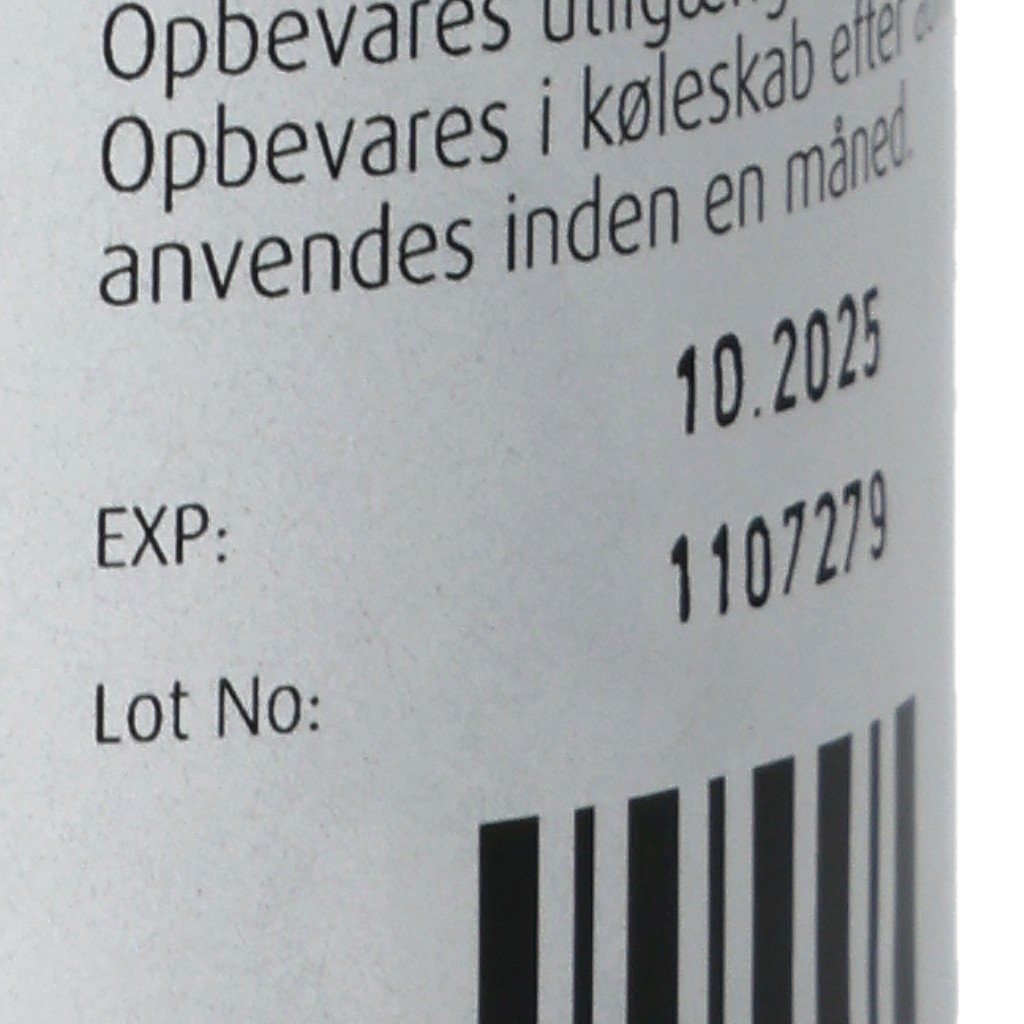 Opbevares
Opbevares i køleskab efter
anvendes inden en måned.
10.2025
EXP:
1107279
Lot No: